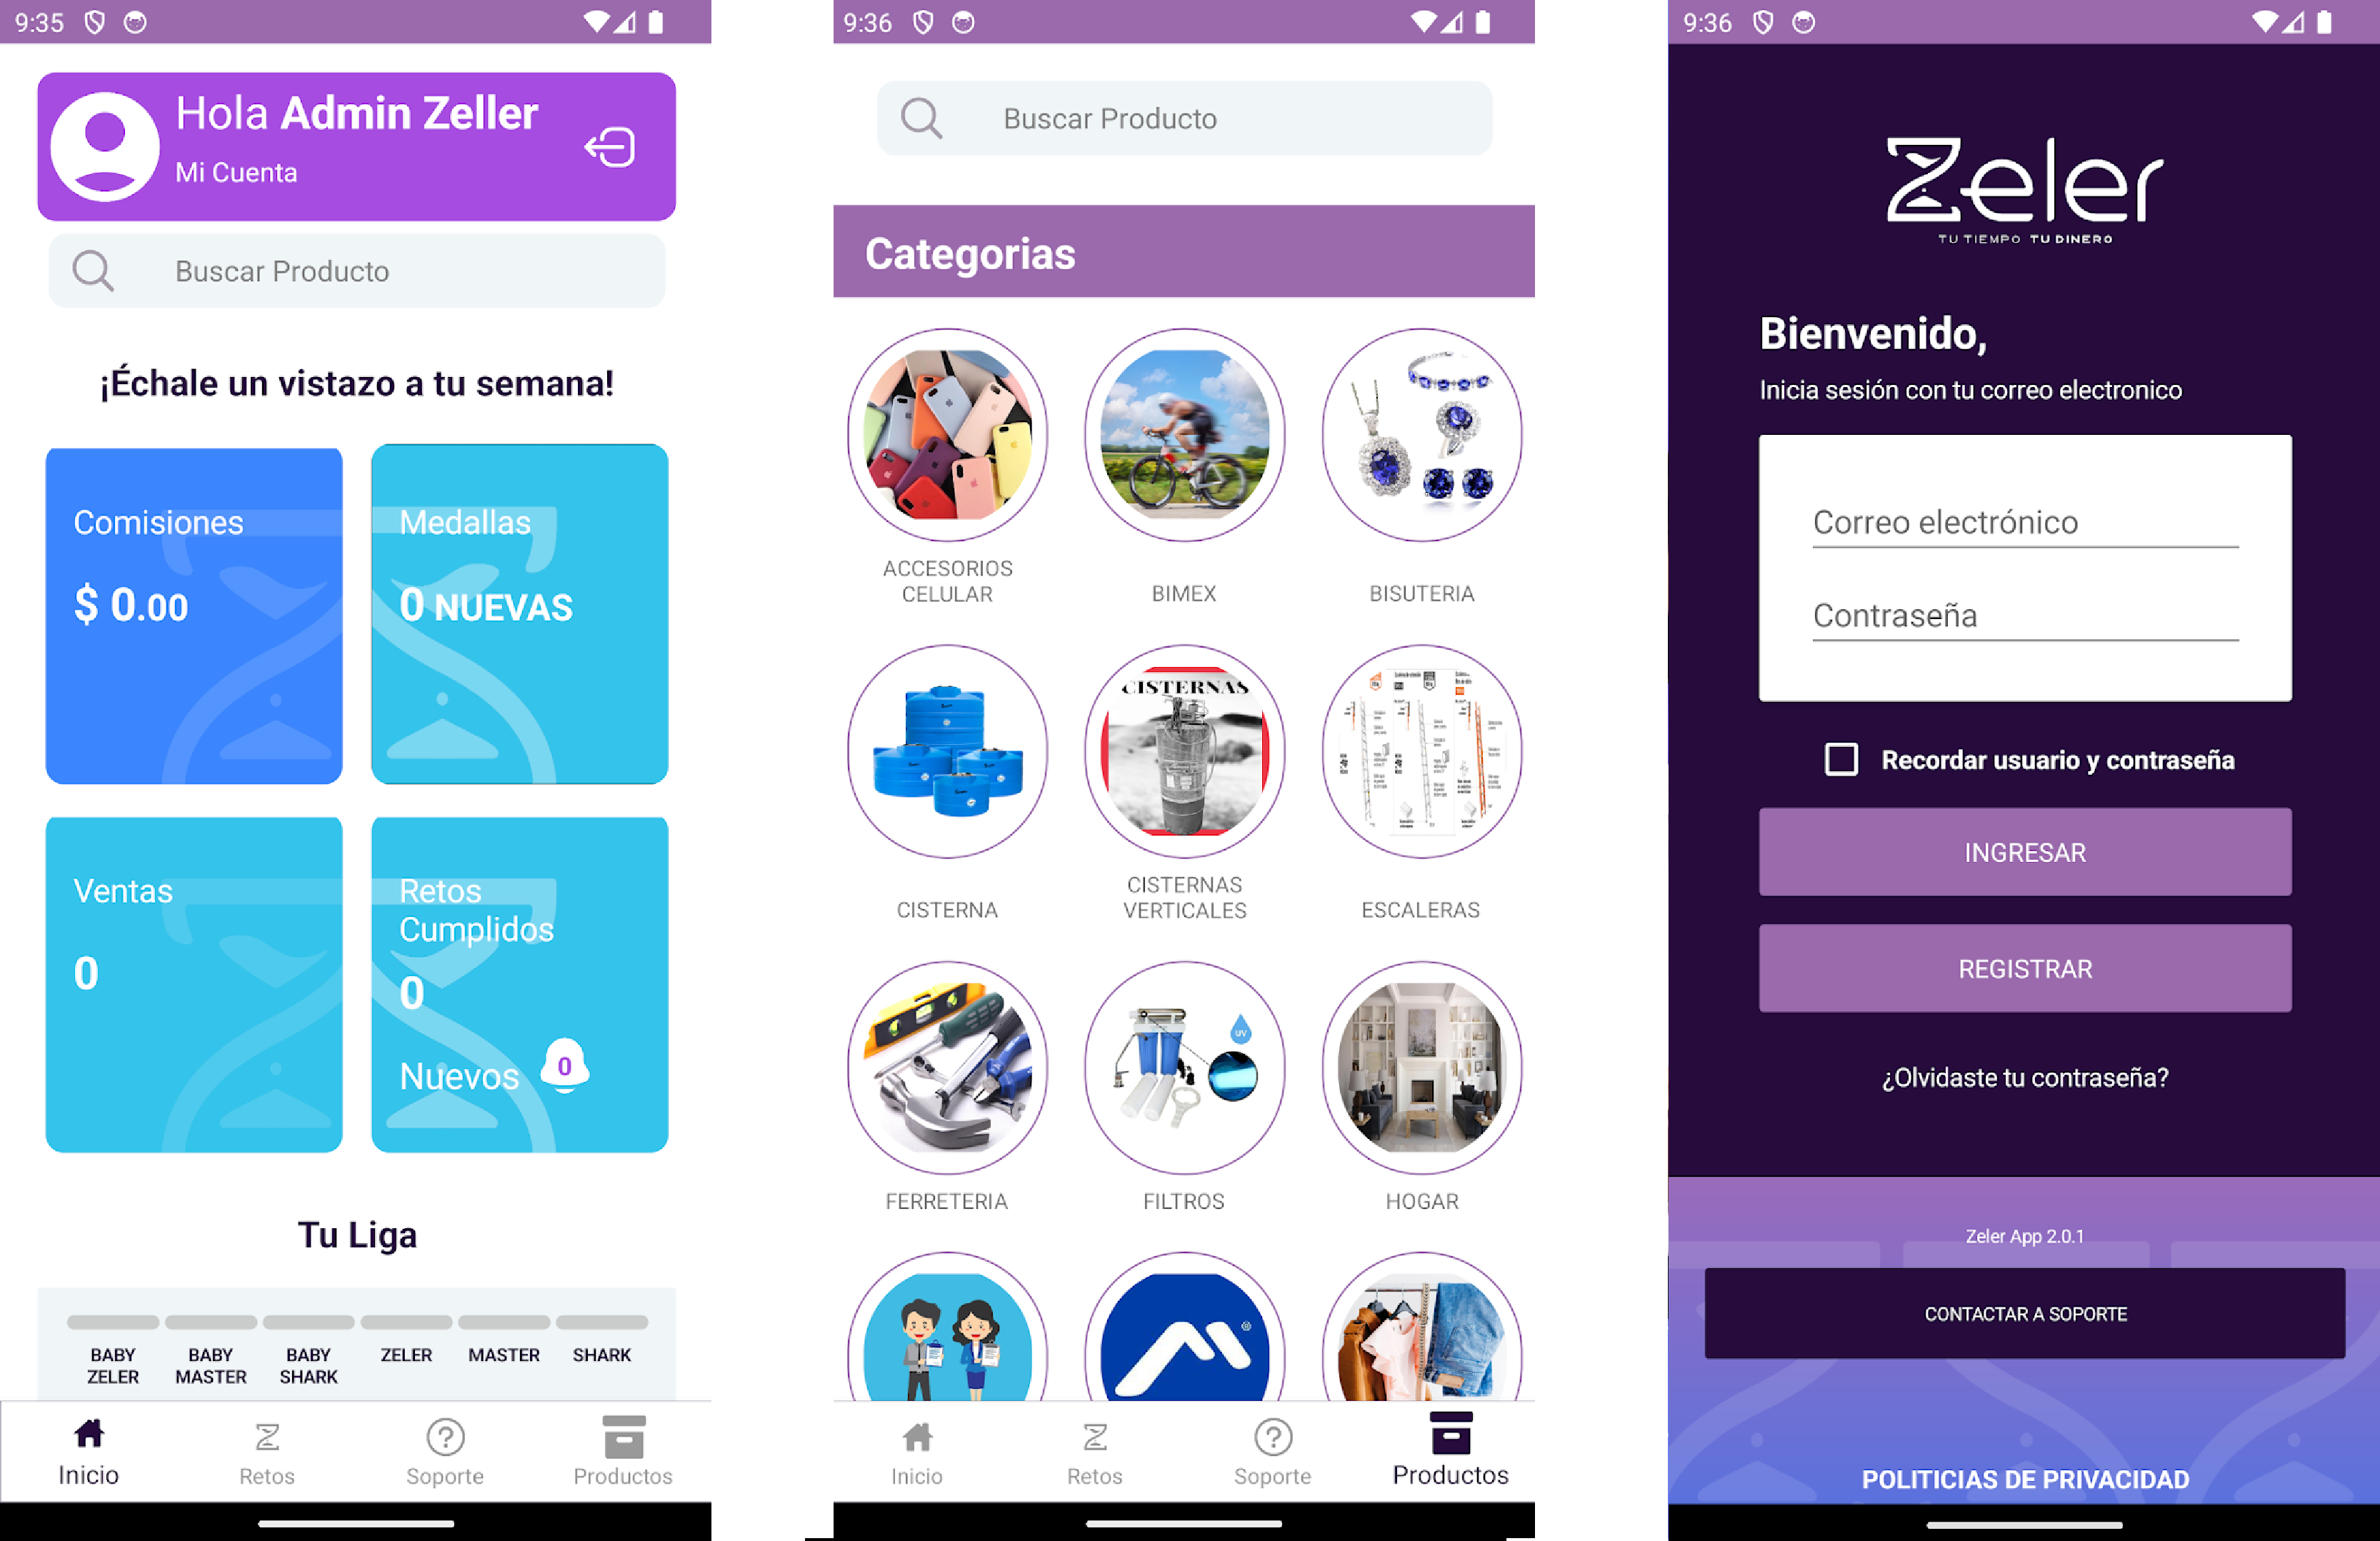 9:35
Hola Admin Zeller
Mi Cuenta
Buscar Producto
¡Échale un vistazo a tu semana!
Comisiones
$ 0.00
Medallas
0 NUEVAS
Ventas
0
Retos
Cumplidos
0
Nuevos 0
Tu Liga
BABY
ZELER
BABY
MASTER
BABY
SHARK
ZELER
MASTER
SHARK
Inicio
Retos
Soporte
Productos
9:36
Buscar Producto
Categorias
ACCESORIOS
CELULAR
BIMEX
BISUTERIA
CISTERNAS
CISTERNA
CISTERNAS
VERTICALES
ESCALERAS
UV
FERRETERIA
FILTROS
HOGAR
Inicio
Retos
Soporte
Productos
9:36
Zeler
TU TIEMPO TU DINERO
Bienvenido,
Inicia sesión con tu correo electronico
Correo electrónico
Contraseña
Recordar usuario y contraseña
INGRESAR
REGISTRAR
¿Olvidaste tu contraseña?
Zeler App 2.0.1
CONTACTAR A SOPORTE
POLITICIAS DE PRIVACIDAD